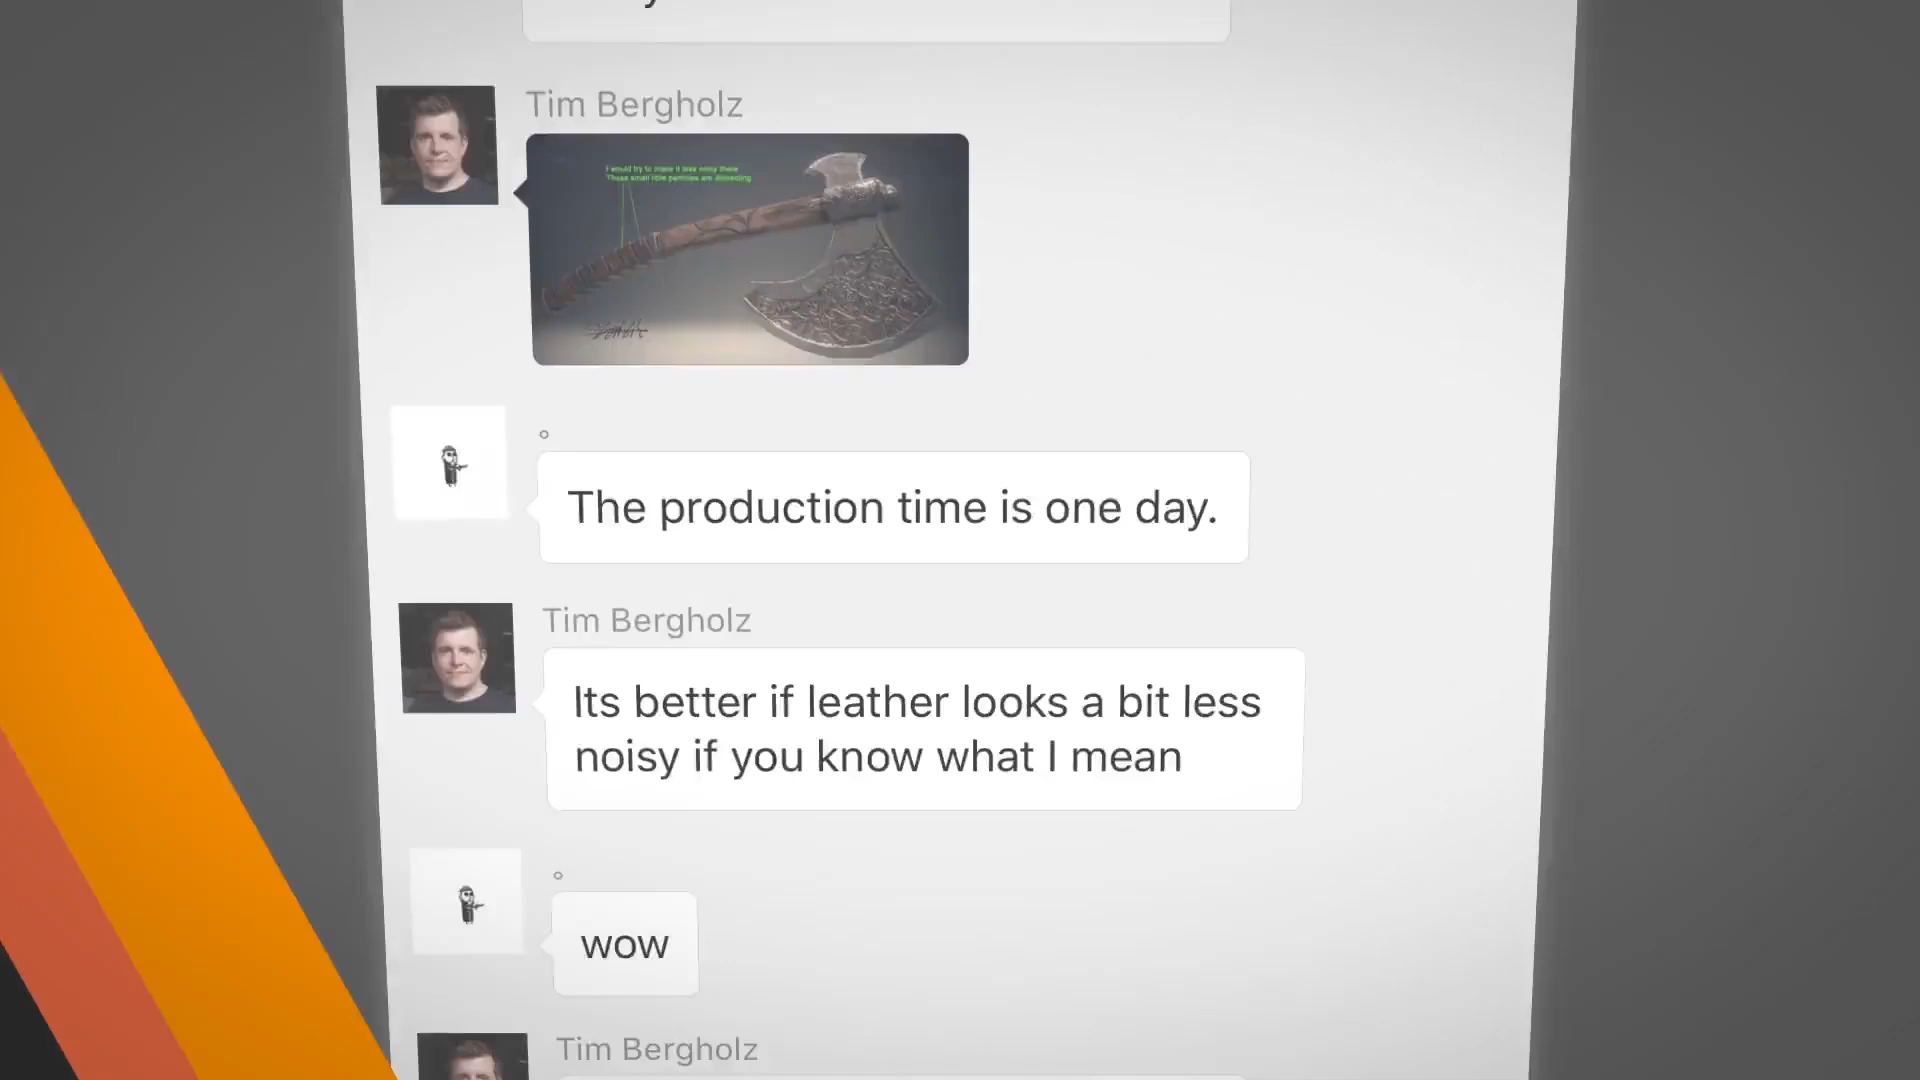 Tim Bergholz
I would try to make it less noisy there
Those small little particles are distracting
The production time is one day.
Tim Bergholz
Its better if leather looks a bit less
noisy if you know what I mean
wow
Tim Bergholz